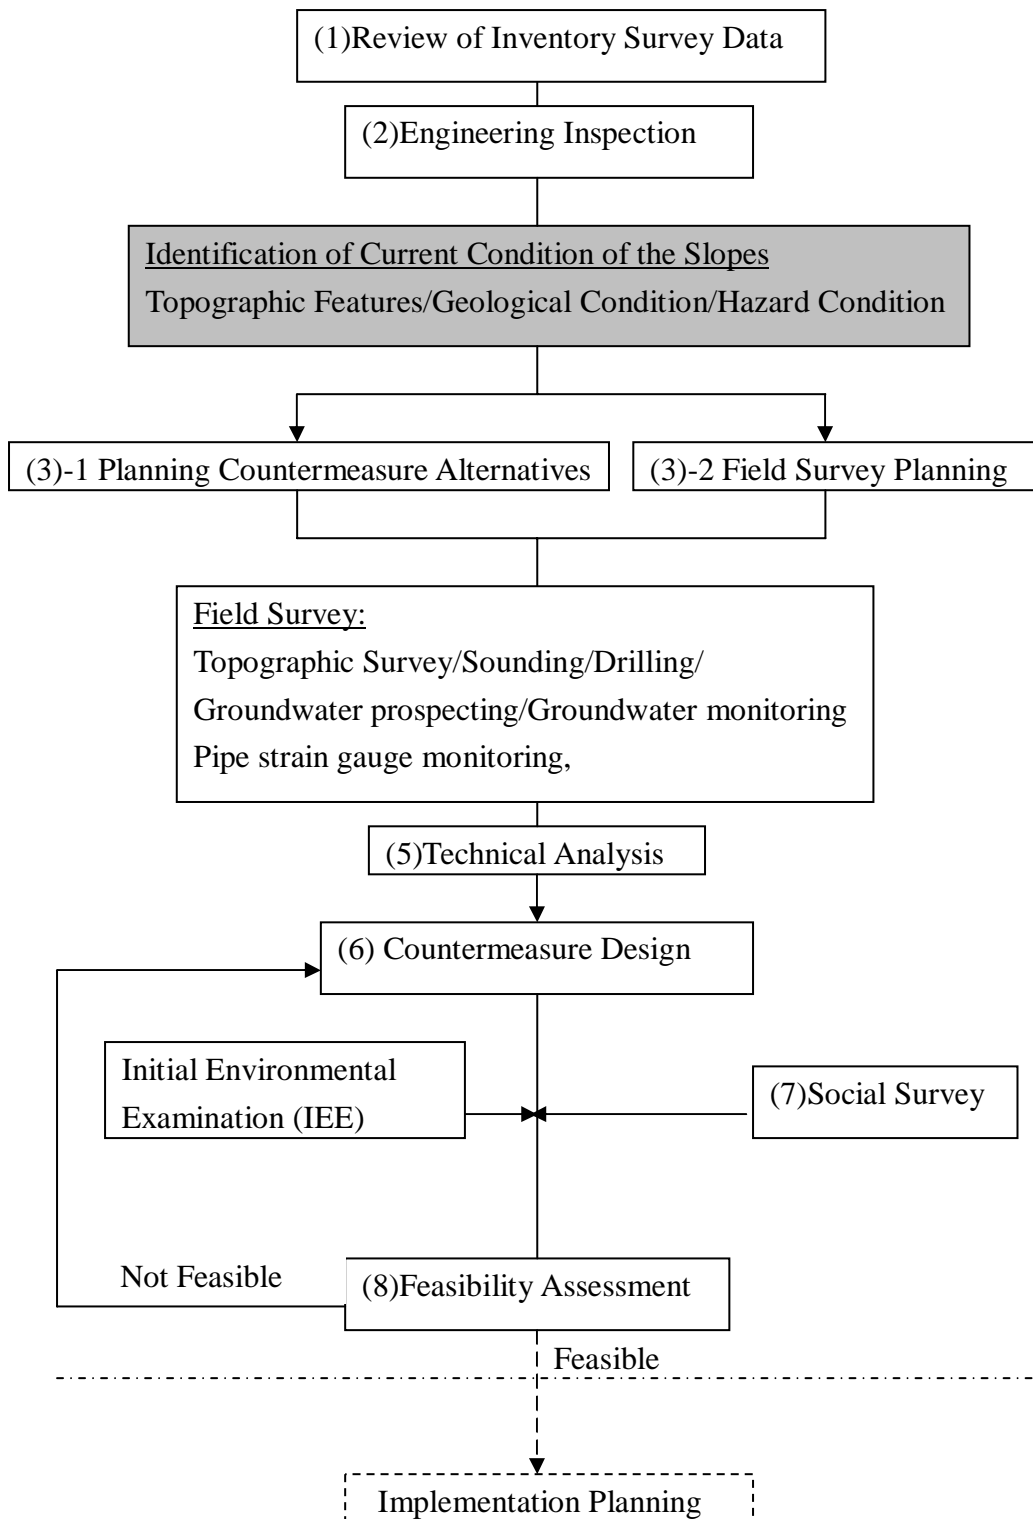 (1)Review of Inventory Survey Data
(2)Engineering Inspection
Identification of Current Condition of the Slopes
Topographic Features/Geological Condition/Hazard Condition
(3)-1 Planning Countermeasure Alternatives
(3)-2 Field Survey Planning
Field Survey:
Topographic Survey/Sounding/Drilling/
Groundwater prospecting/Groundwater monitoring
Pipe strain gauge monitoring,
(5)Technical Analysis
(6) Countermeasure Design
Initial Environmental
Examination (IEE)
(7)Social Survey
Not Feasible
(8)Feasibility Assessment
Feasible
Implementation Planning